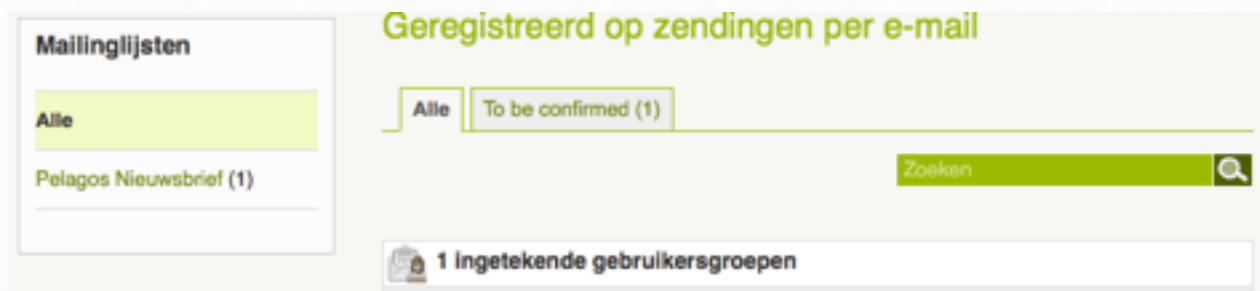 Mailinglijsten
Alle
Pelagos Nieuwsbrief (1)
Geregistreerd op zendingen per e-mail
Alle
To be confirmed (1)
Zoeken
1 ingetekende gebruikersgroepen